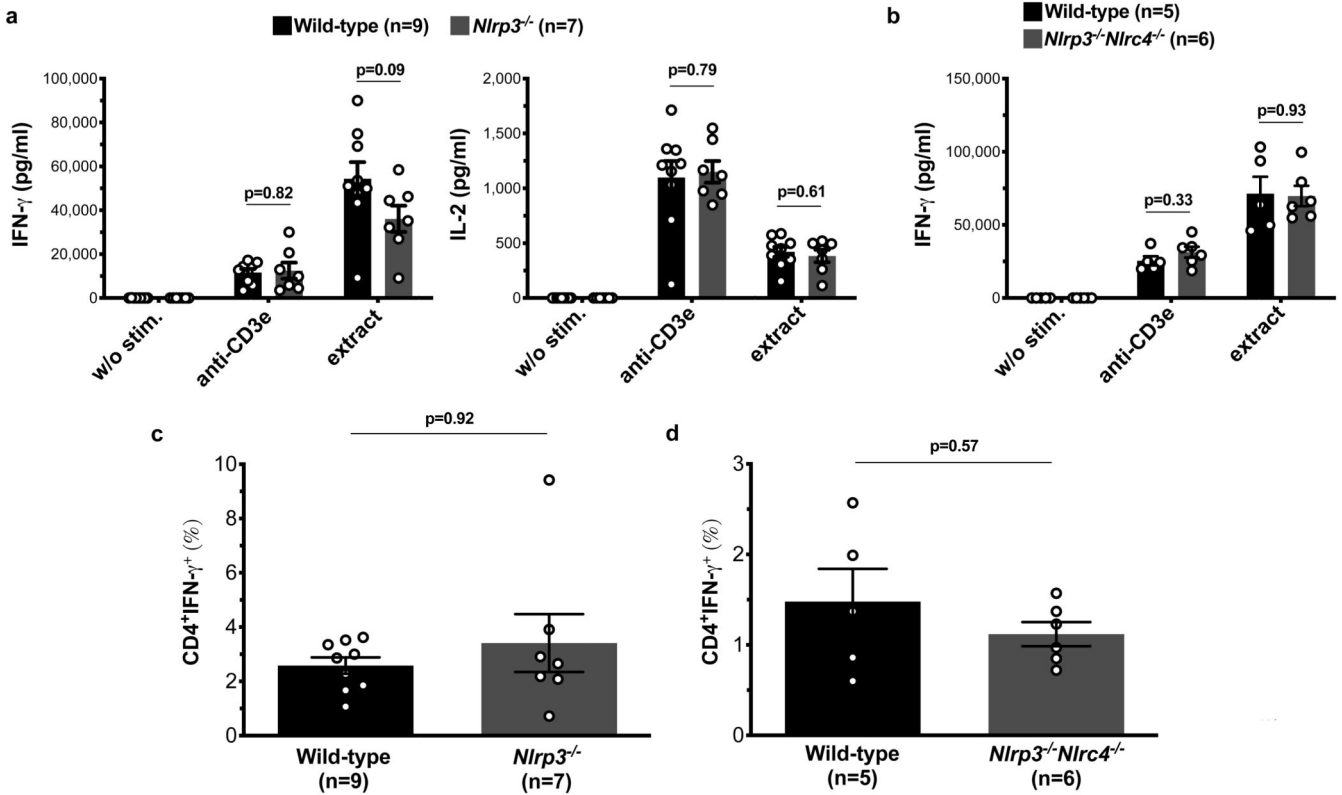 a
Wild-type (n=9) Nlrp3-/- (n=7)
b
Wild-type (n=5)
Nlrp3-/-Nlrc4-/- (n=6)
IFN-γ (pg/ml)
100,000
80,000
60,000
40,000
20,000
0
p=0.82
p=0.09
w/o stim.
anti-CD3e
extract
IL-2 (pg/ml)
2,000
1,500
1,000
500
0
p=0.79
p=0.61
w/o stim.
anti-CD3e
extract
IFN-γ (pg/ml)
150,000
100,000
50,000
0
p=0.33
p=0.93
w/o stim.
anti-CD3e
extract
c
p=0.92
CD4+IFN-γ+ (%)
10
8
6
4
2
0
Wild-type
(n=9)
Nlrp3-/-
(n=7)
d
p=0.57
CD4+IFN-γ+ (%)
3
2
1
0
Wild-type
(n=5)
Nlrp3-/-Nlrc4-/-
(n=6)